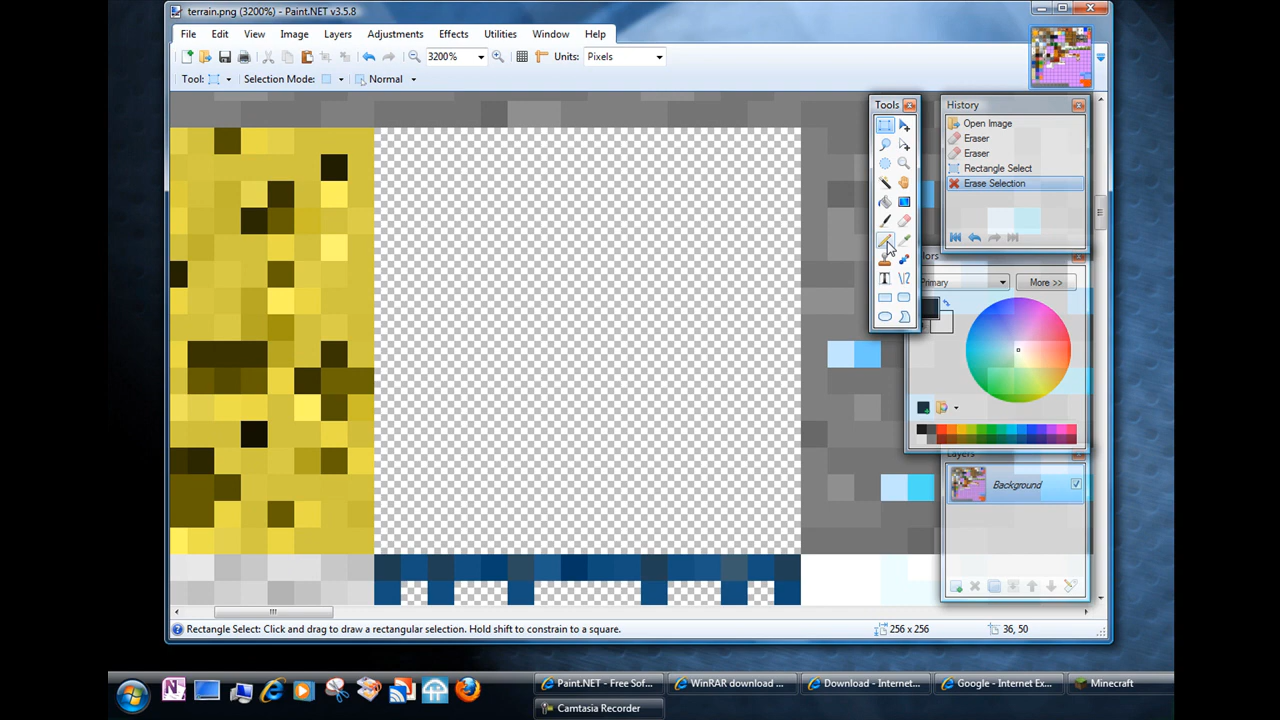 terrain.png (3200%) - Paint.NET v3.5.8
File Edit View Image Layers Adjustments Effects Utilities Window Help
3200% Units: Pixels
Tool: Selection Mode: Normal
Tools
History
Open Image
Eraser
Eraser
Rectangle Select
Erase Selection
Primary More >>
Layers
Background
Rectangle Select: Click and drag to draw a rectangular selection. Hold shift to constrain to a square.
256 x 256
36, 50
Paint.NET - Free Sof...
WinRAR download ...
Download - Internet...
Google - Internet Ex...
Minecraft
Camtasia Recorder